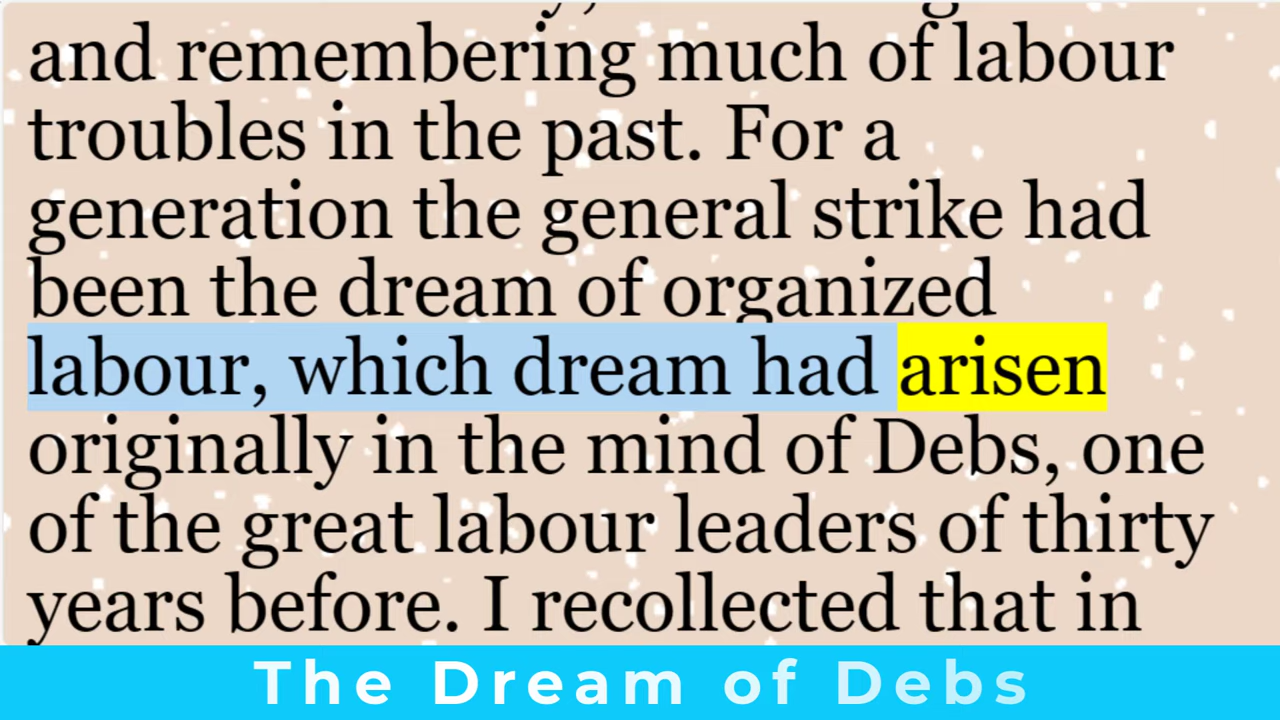 and remembering much of labour
troubles in the past. For a
generation the general strike had
been the dream of organized
labour, which dream had arisen
originally in the mind of Debs, one
of the great labour leaders of thirty
years before. I recollected that in
The Dream of Debs